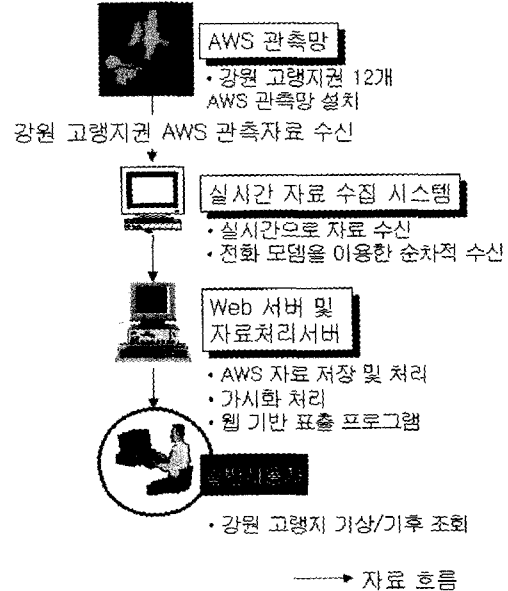 AWS 관측망
· 강원 고랭지권 12개
AWS 관측망 설치
강원 고랭지권 AWS 관측자료 수신
실시간 자료 수집 시스템
· 실시간으로 자료 수신
· 전화 모뎀을 이용한 순차적 수신
Web 서버 및
자료처리서버
· AWS 자료 저장 및 처리
· 가시화 처리
· 웹 기반 표출 프로그램
· 강원 고랭지 기상/기후 조회
자료 흐름